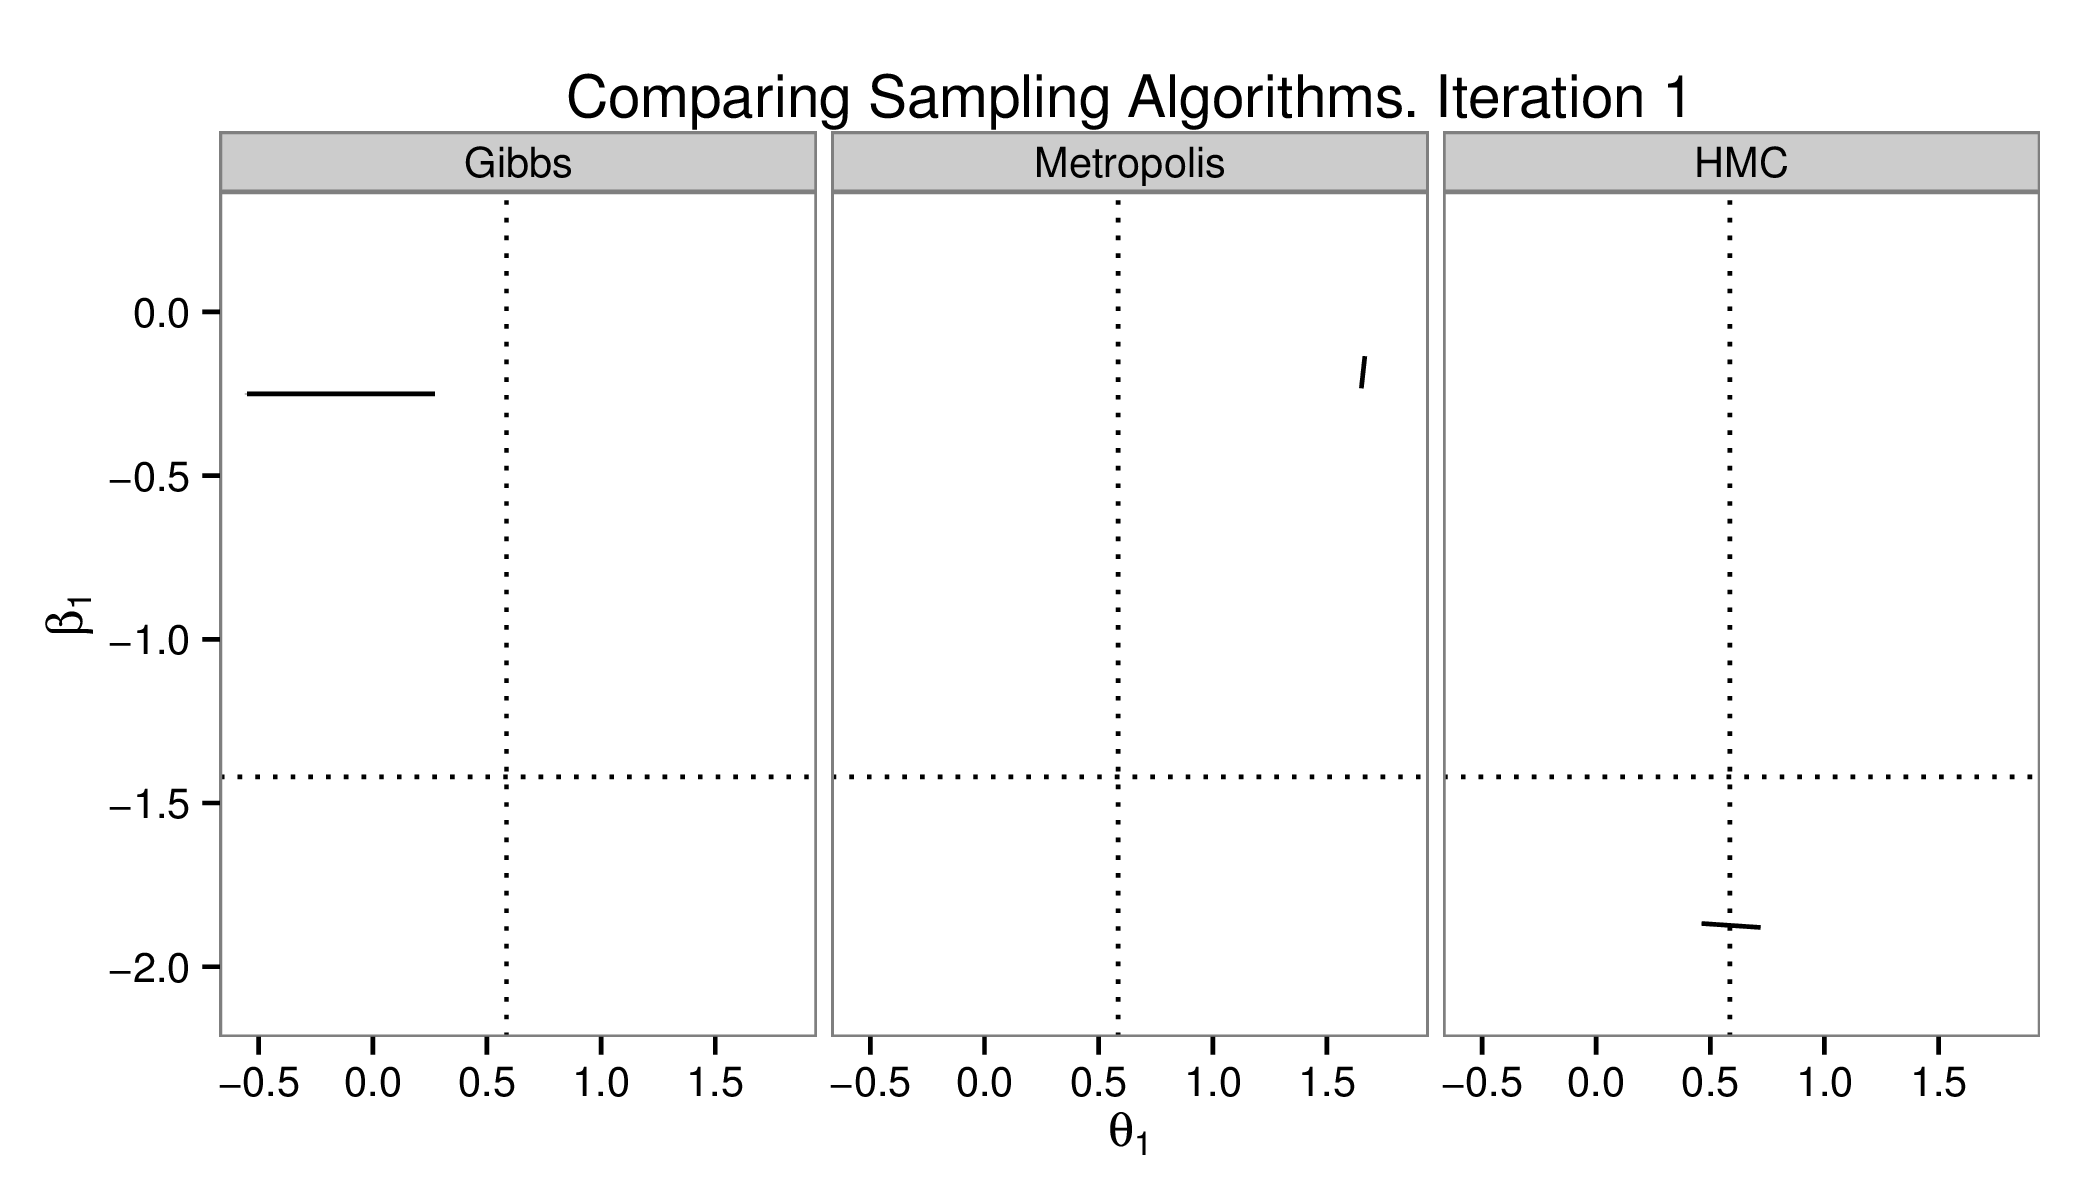 Comparing Sampling Algorithms. Iteration 1
Gibbs Metropolis HMC
0.0
−0.5
−1.0
−1.5
−2.0
β₁
−0.5 0.0 0.5 1.0 1.5 −0.5 0.0 0.5 1.0 1.5 −0.5 0.0 0.5 1.0 1.5
θ₁